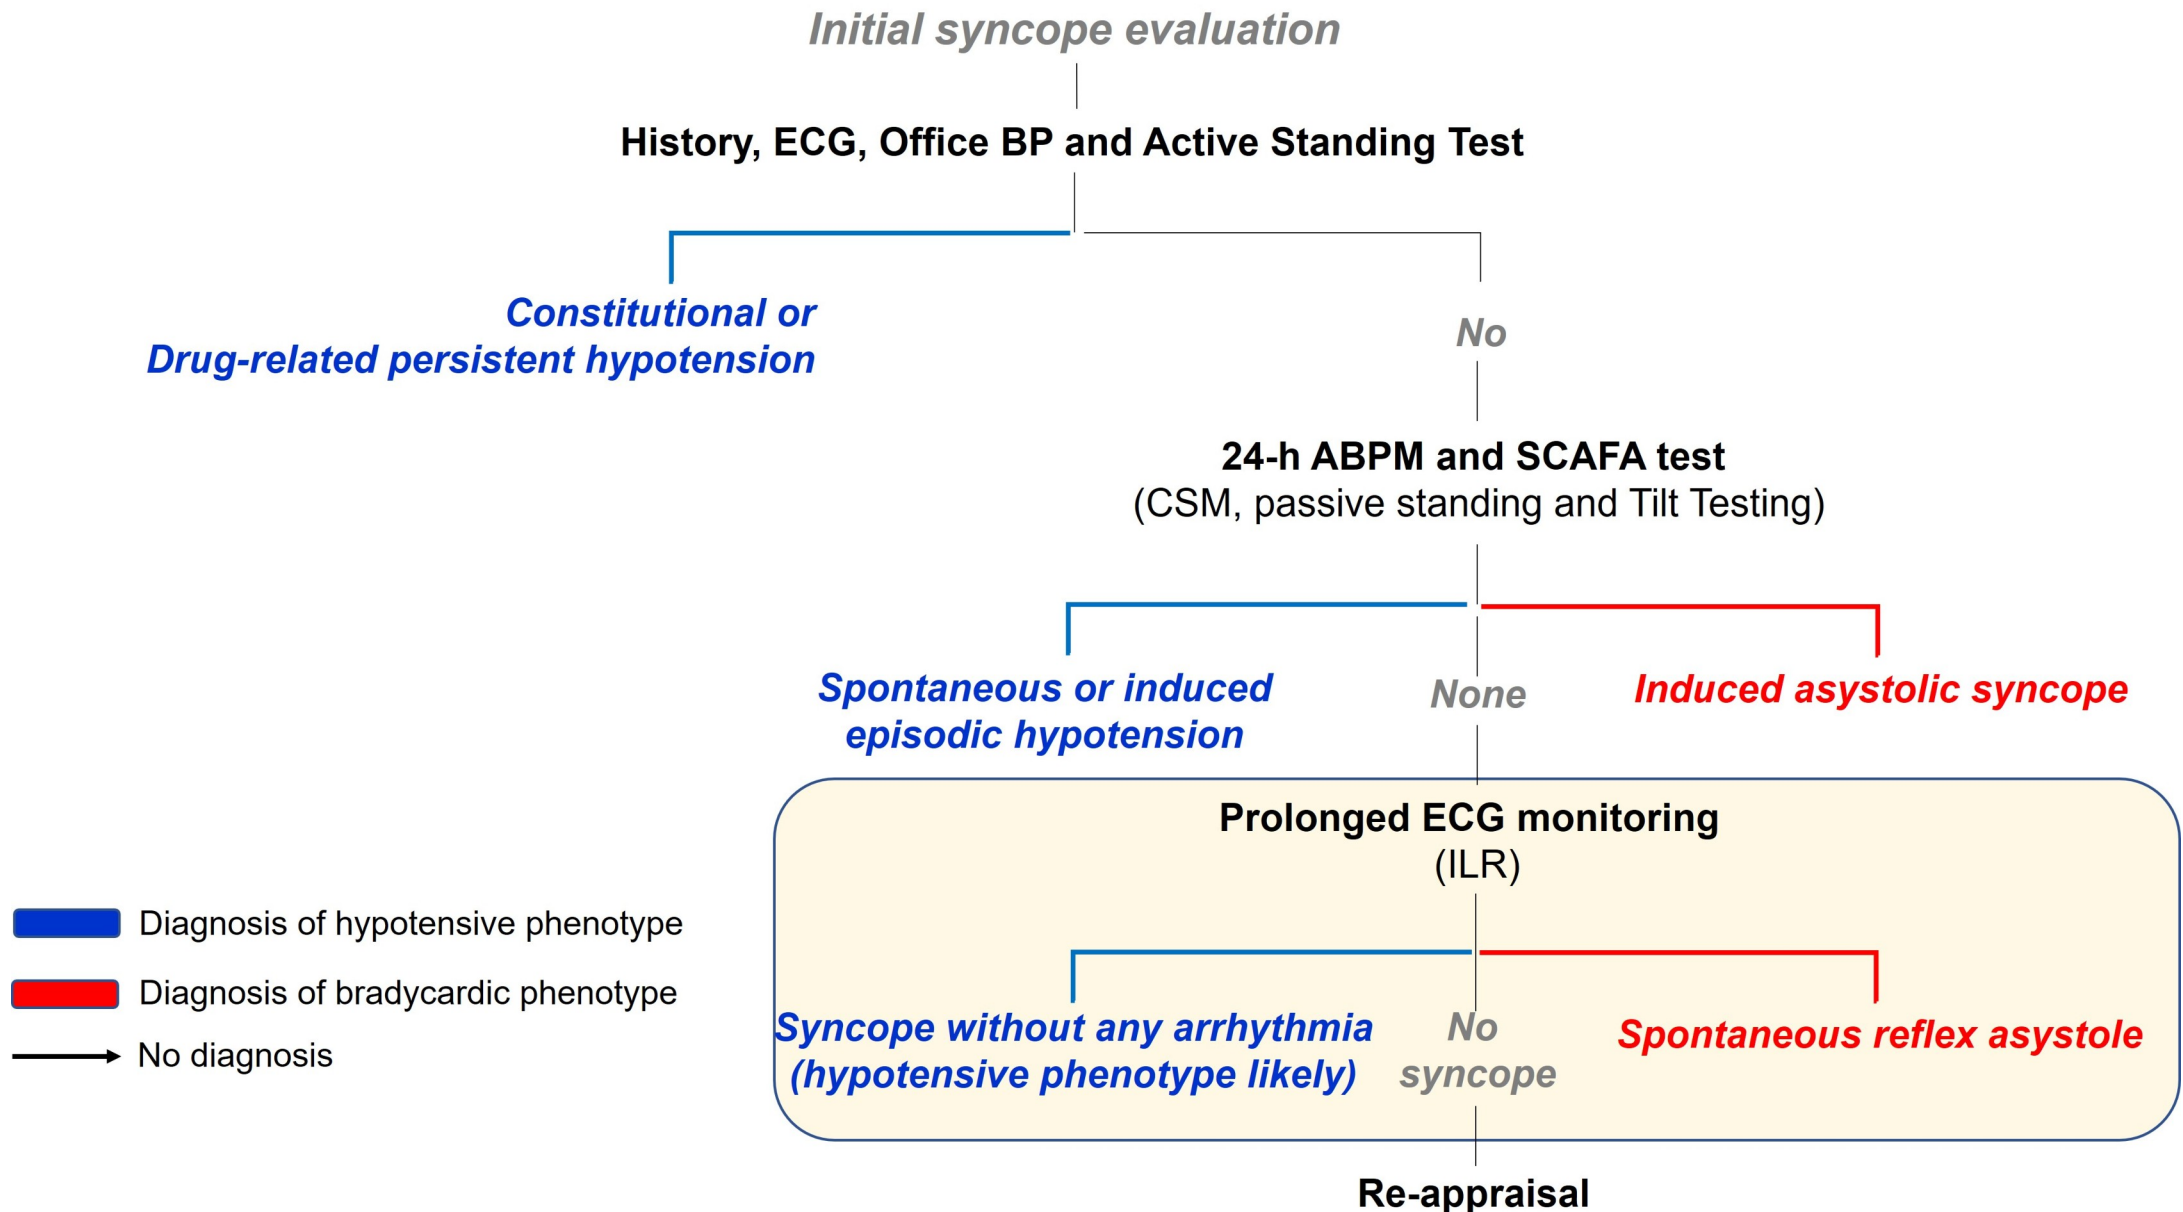 Initial syncope evaluation
History, ECG, Office BP and Active Standing Test
Constitutional or
Drug-related persistent hypotension
No
24-h ABPM and SCAFA test
(CSM, passive standing and Tilt Testing)
Spontaneous or induced
episodic hypotension
None
Induced asystolic syncope
Prolonged ECG monitoring
(ILR)
Syncope without any arrhythmia
(hypotensive phenotype likely)
No
syncope
Spontaneous reflex asystole
Re-appraisal
Diagnosis of hypotensive phenotype
Diagnosis of bradycardic phenotype
No diagnosis